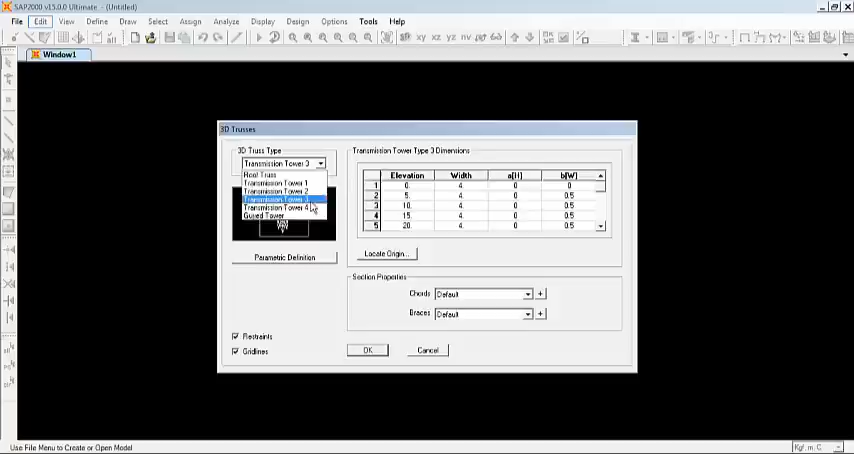 SAP2000 v15.0.0 Ultimate - (Untitled)
File Edit View Define Draw Select Assign Analyze Display Design Options Tools Help
xy xz yz nv
Window1
3D Trusses
3D Truss Type
Transmission Tower 3
Roof Truss
Transmission Tower 1
Transmission Tower 2
Transmission Tower 3
Transmission Tower 4
Guyed Tower
Parametric Definition
Restraints
Gridlines
Transmission Tower Type 3 Dimensions
Elevation Width a[H] b[W]
1 0. 4. 0 0
2 5. 4. 0 0.5
3 10. 4. 0 0.5
4 15. 4. 0 0.5
5 20. 4. 0 0.5
Locate Origin...
Section Properties
Chords Default +
Braces Default +
OK Cancel
Use File Menu to Create or Open Model
Kgf, m, C